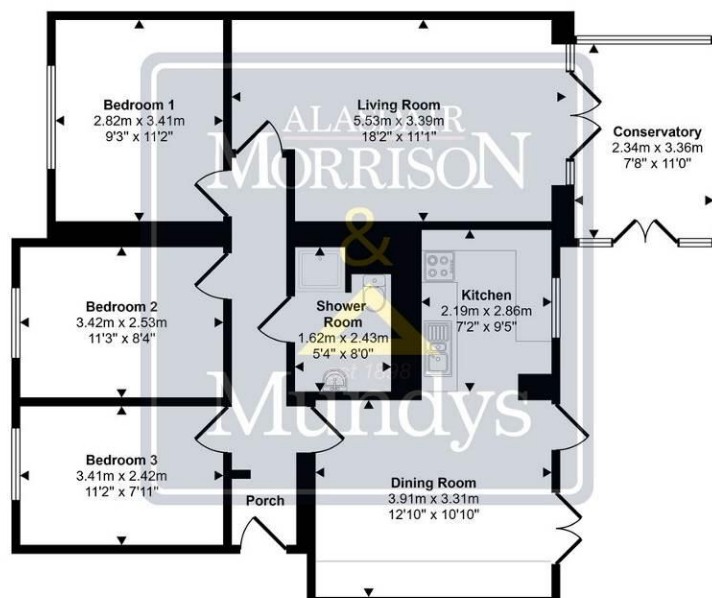 Bedroom 1
2.82m x 3.41m
9'3" x 11'2"
Living Room
5.53m x 3.39m
18'2" x 11'1"
Conservatory
2.34m x 3.36m
7'8" x 11'0"
ALASDAIR
MORRISON
&
Bedroom 2
3.42m x 2.53m
11'3" x 8'4"
Shower
Room
1.62m x 2.43m
5'4" x 8'0"
Kitchen
2.19m x 2.86m
7'2" x 9'5"
est 1898
Mundys
Bedroom 3
3.41m x 2.42m
11'2" x 7'11"
Porch
Dining Room
3.91m x 3.31m
12'10" x 10'10"